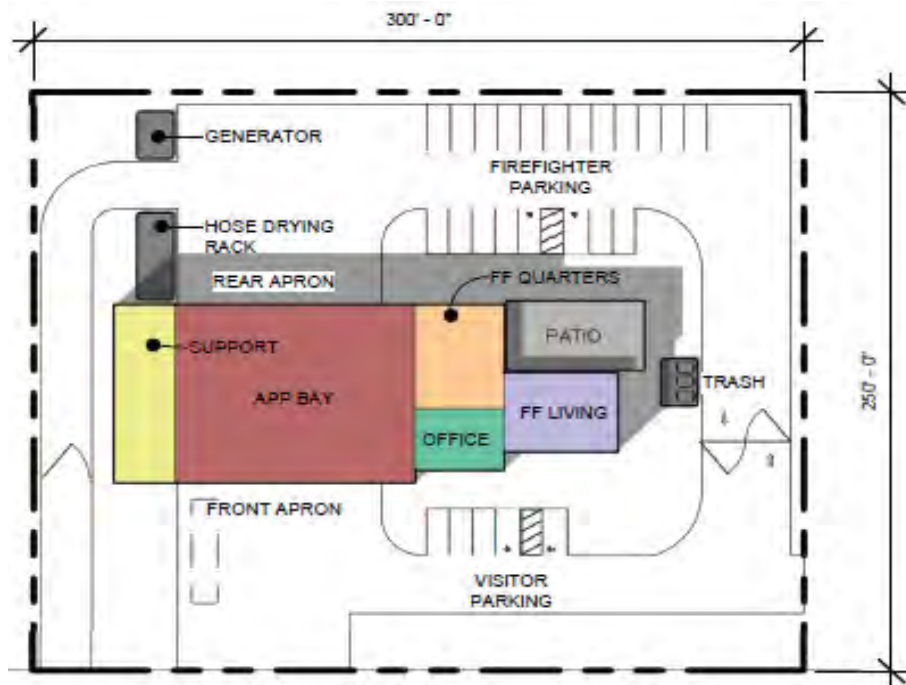 300' - 0"
GENERATOR
FIREFIGHTER
PARKING
HOSE DRYING
RACK
REAR APRON
FF QUARTERS
SUPPORT
PATIO
APP BAY
TRASH
FF LIVING
OFFICE
250' - 0"
FRONT APRON
VISITOR
PARKING